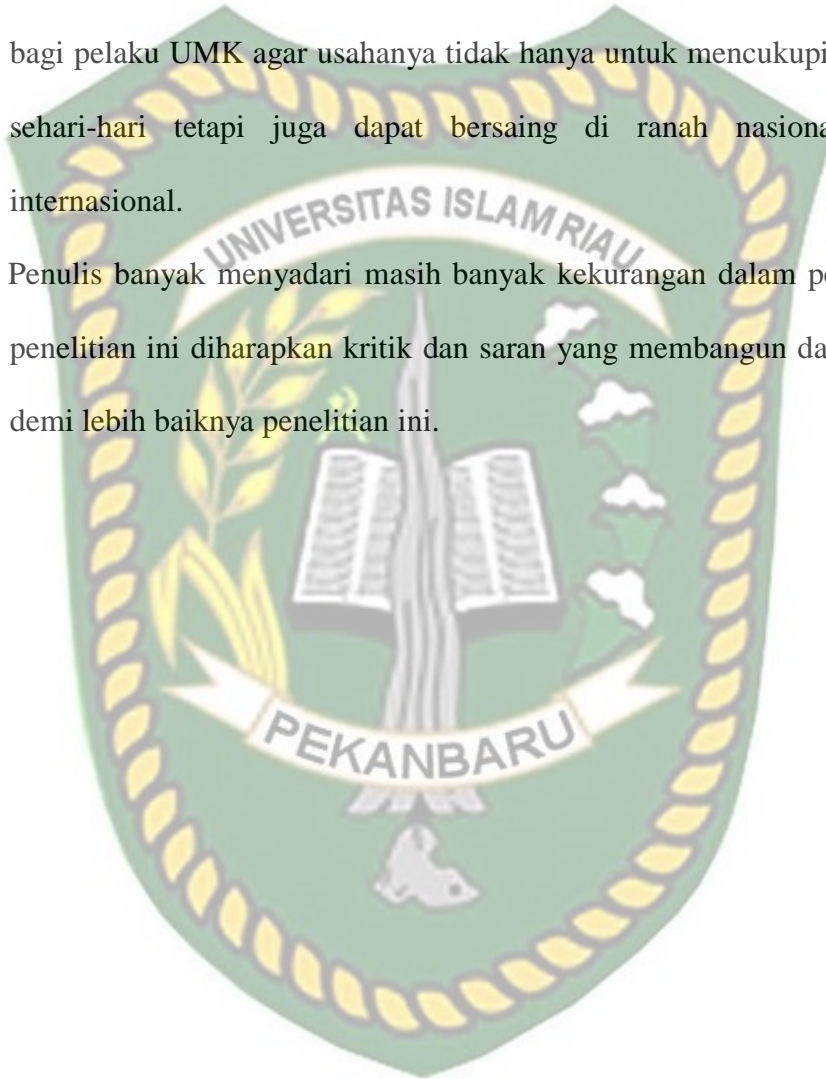 bagi pelaku UMK agar usahanya tidak hanya untuk mencukupi
sehari-hari tetapi juga dapat bersaing di ranah nasiona
internasional.
UNIVERSITAS ISLAM RIAU
Penulis banyak menyadari masih banyak kekurangan dalam pe
penelitian ini diharapkan kritik dan saran yang membangun da
demi lebih baiknya penelitian ini.
PEKANBARU